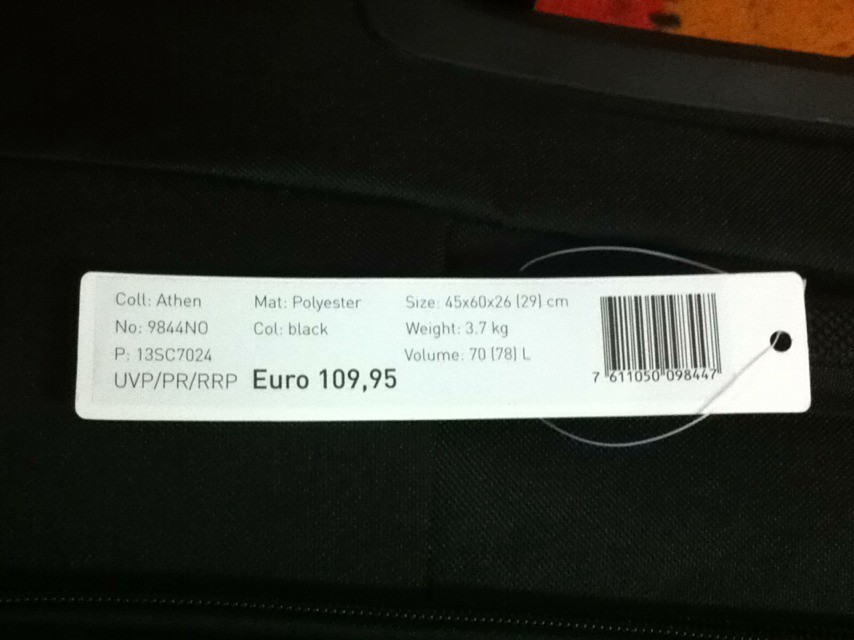 Coll: Athen
No: 9844NO
P: 13SC7024
UVP/PR/RRP Euro 109,95
Mat: Polyester
Col: black
Size: 45x60x26 (29) cm
Weight: 3.7 kg
Volume: 70 (78) L
7 611050 098447